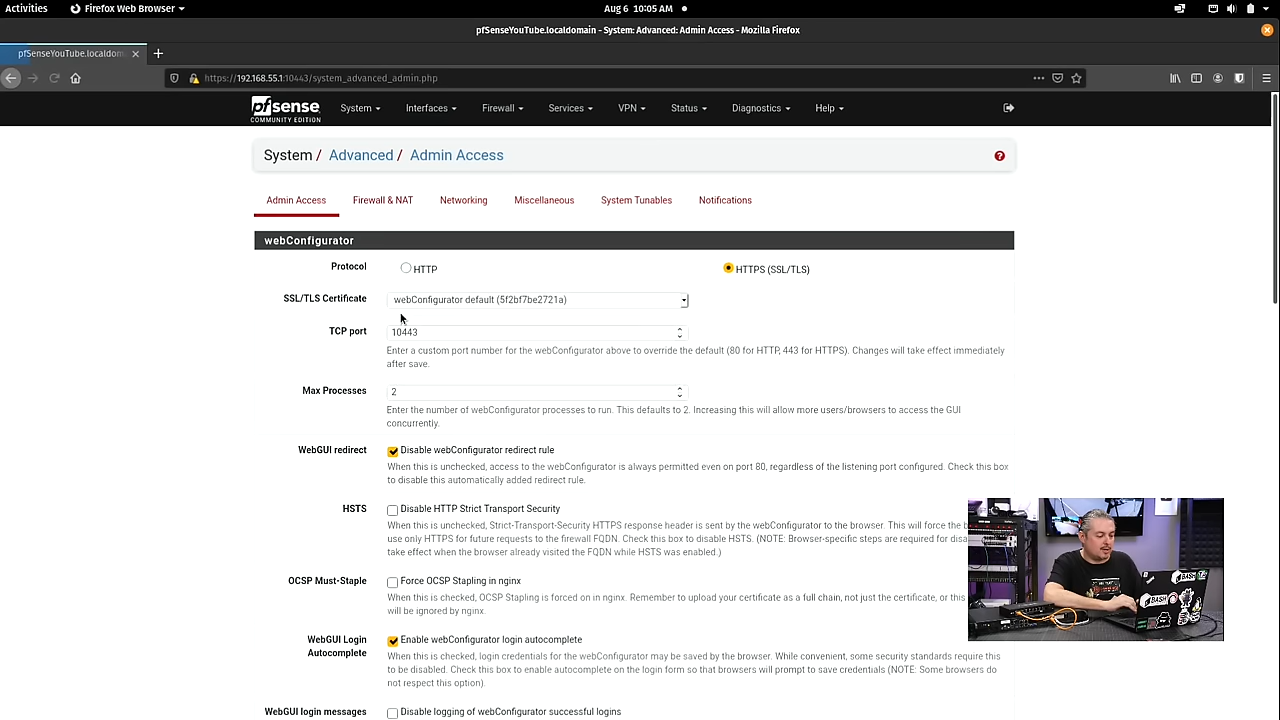 Activities
Firefox Web Browser
Aug 6 10:05 AM
pfSenseYouTube.localdomain - System: Advanced: Admin Access - Mozilla Firefox
pfSenseYouTube.localdomain
https://192.168.55.1:10443/system_advanced_admin.php
pfsense
COMMUNITY EDITION
System
Interfaces
Firewall
Services
VPN
Status
Diagnostics
Help
System / Advanced / Admin Access
Admin Access
Firewall & NAT
Networking
Miscellaneous
System Tunables
Notifications
webConfigurator
Protocol
HTTP
HTTPS (SSL/TLS)
SSL/TLS Certificate
webConfigurator default (5f2bf7be2721a)
TCP port
10443
Enter a custom port number for the webConfigurator above to override the default (80 for HTTP, 443 for HTTPS). Changes will take effect immediately
after save.
Max Processes
2
Enter the number of webConfigurator processes to run. This defaults to 2. Increasing this will allow more users/browsers to access the GUI
concurrently.
WebGUI redirect
Disable webConfigurator redirect rule
When this is unchecked, access to the webConfigurator is always permitted even on port 80, regardless of the listening port configured. Check this box
to disable this automatically added redirect rule.
HSTS
Disable HTTP Strict Transport Security
When this is unchecked, Strict-Transport-Security HTTPS response header is sent by the webConfigurator to the browser. This will force the b
use only HTTPS for future requests to the firewall FQDN. Check this box to disable HSTS. (NOTE: Browser-specific steps are required for disa
take effect when the browser already visited the FQDN while HSTS was enabled.)
OCSP Must-Staple
Force OCSP Stapling in nginx
When this is checked, OCSP Stapling is forced on in nginx. Remember to upload your certificate as a full chain, not just the certificate, or this
will be ignored by nginx.
WebGUI Login
Autocomplete
Enable webConfigurator login autocomplete
When this is checked, login credentials for the webConfigurator may be saved by the browser. While convenient, some security standards require this
to be disabled. Check this box to enable autocomplete on the login form so that browsers will prompt to save credentials (NOTE: Some browsers do
not respect this option).
WebGUI login messages
Disable logging of webConfigurator successful logins
BASH
BASH